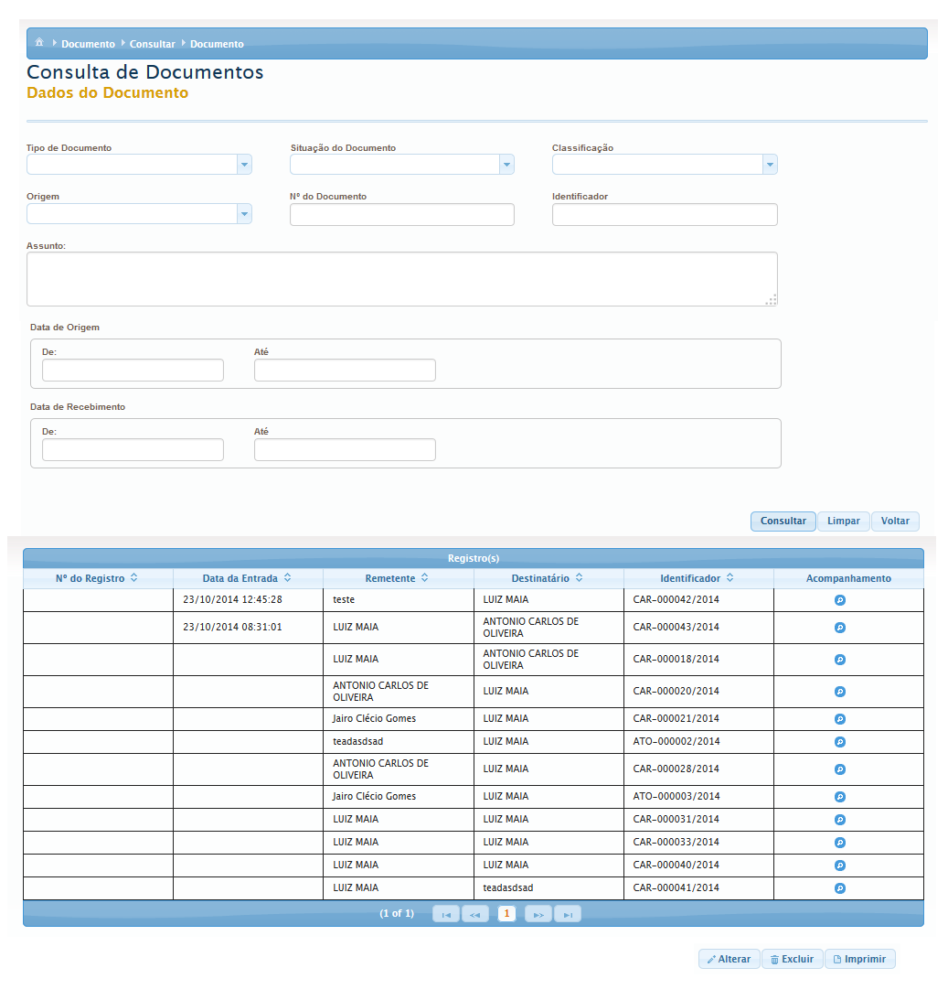 Documento Consultar Documento
Consulta de Documentos
Dados do Documento
Tipo de Documento Situação do Documento Classificação
Origem Nº do Documento Identificador
Assunto:
Data de Origem
De: Até
Data de Recebimento
De: Até
Consultar Limpar Voltar
Registro(s)
Nº do Registro Data da Entrada Remetente Destinatário Identificador Acompanhamento
23/10/2014 12:45:28 teste LUIZ MAIA CAR-000042/2014
23/10/2014 08:31:01 LUIZ MAIA ANTONIO CARLOS DE OLIVEIRA CAR-000043/2014
LUIZ MAIA ANTONIO CARLOS DE OLIVEIRA CAR-000018/2014
ANTONIO CARLOS DE OLIVEIRA LUIZ MAIA CAR-000020/2014
Jairo Clécio Gomes LUIZ MAIA CAR-000021/2014
teadasdsad LUIZ MAIA ATO-000002/2014
ANTONIO CARLOS DE OLIVEIRA LUIZ MAIA CAR-000028/2014
Jairo Clécio Gomes LUIZ MAIA ATO-000003/2014
LUIZ MAIA LUIZ MAIA CAR-000031/2014
LUIZ MAIA LUIZ MAIA CAR-000033/2014
LUIZ MAIA LUIZ MAIA CAR-000040/2014
LUIZ MAIA teadasdsad CAR-000041/2014
(1 of 1) 1
Alterar Excluir Imprimir